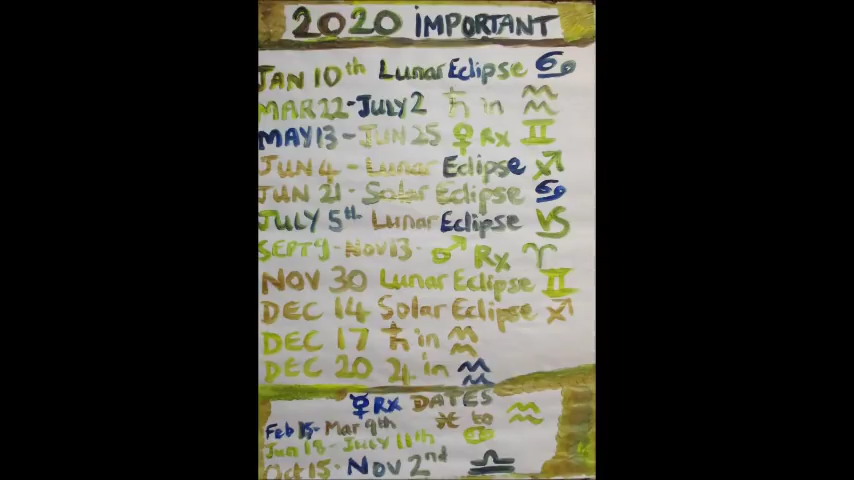 2020 IMPORTANT
JAN 10th Lunar Eclipse ♋
MAR 22-JULY 2 ♄ in ♒
MAY 13-JUN 25 ♀ Rx ♊
JUN 4 - Lunar Eclipse ♐
JUN 21- Solar Eclipse ♋
JULY 5th Lunar Eclipse ♑
SEPT 9-NOV 13- ♂ Rx ♈
NOV 30 Lunar Eclipse ♊
DEC 14 Solar Eclipse ♐
DEC 17 ♄ in ♒
DEC 20 ♃ in ♒
☿ Rx DATES
Feb 15- Mar 9th ♓ to ♒
Jun 18- JULY 11th ♋
Oct 15- NOV 2nd ♎